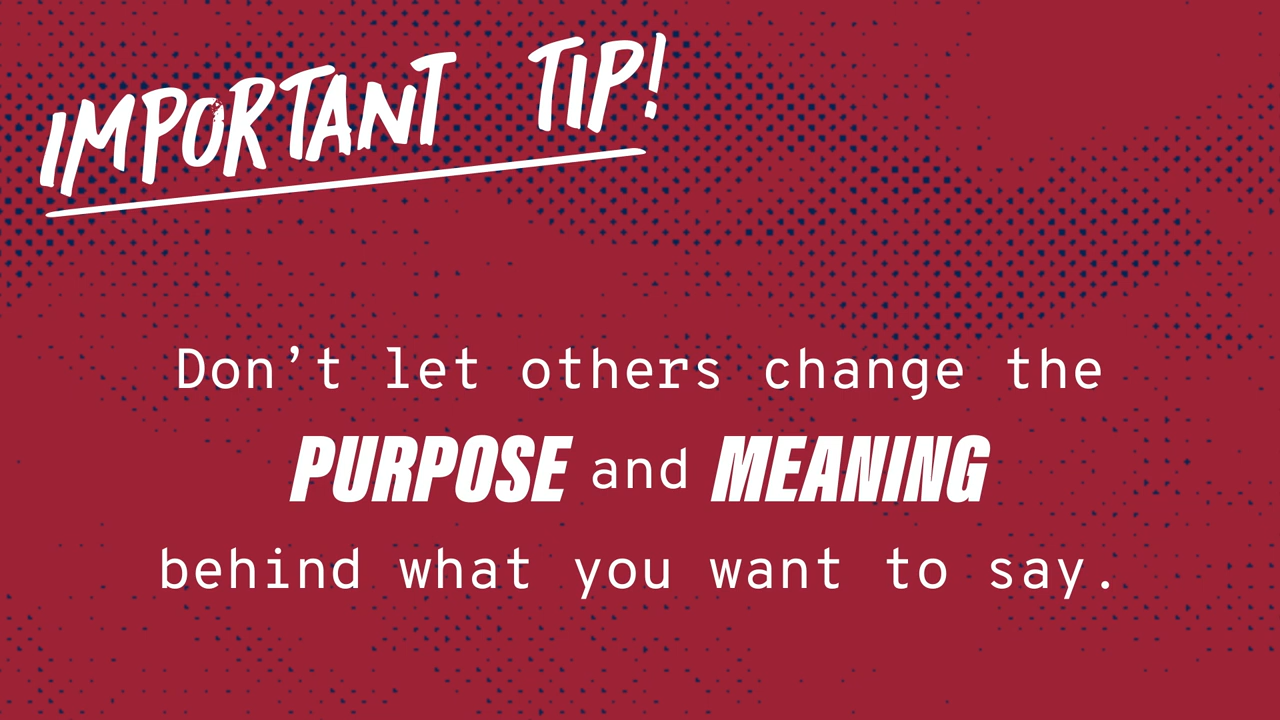 IMPORTANT TIP!
Don’t let others change the
PURPOSE and MEANING
behind what you want to say.